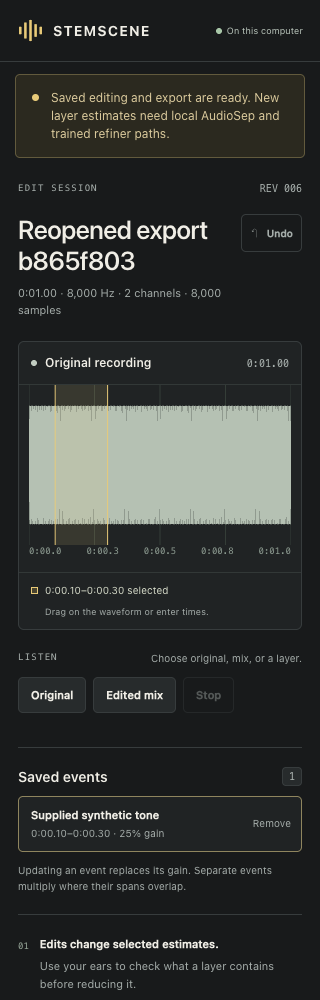 STEMSCENE
On this computer
Saved editing and export are ready. New
layer estimates need local AudioSep and
trained refiner paths.
EDIT SESSION
REV 006
Reopened export
b865f803
Undo
0:01.00 · 8,000 Hz · 2 channels · 8,000
samples
Original recording
0:01.00
0:00.0 0:00.3 0:00.5 0:00.8 0:01.0
0:00.10–0:00.30 selected
Drag on the waveform or enter times.
LISTEN
Choose original, mix, or a layer.
Original Edited mix Stop
Saved events
1
Supplied synthetic tone
0:00.10–0:00.30 · 25% gain
Remove
Updating an event replaces its gain. Separate events
multiply where their spans overlap.
01 Edits change selected estimates.
Use your ears to check what a layer contains
before reducing it.